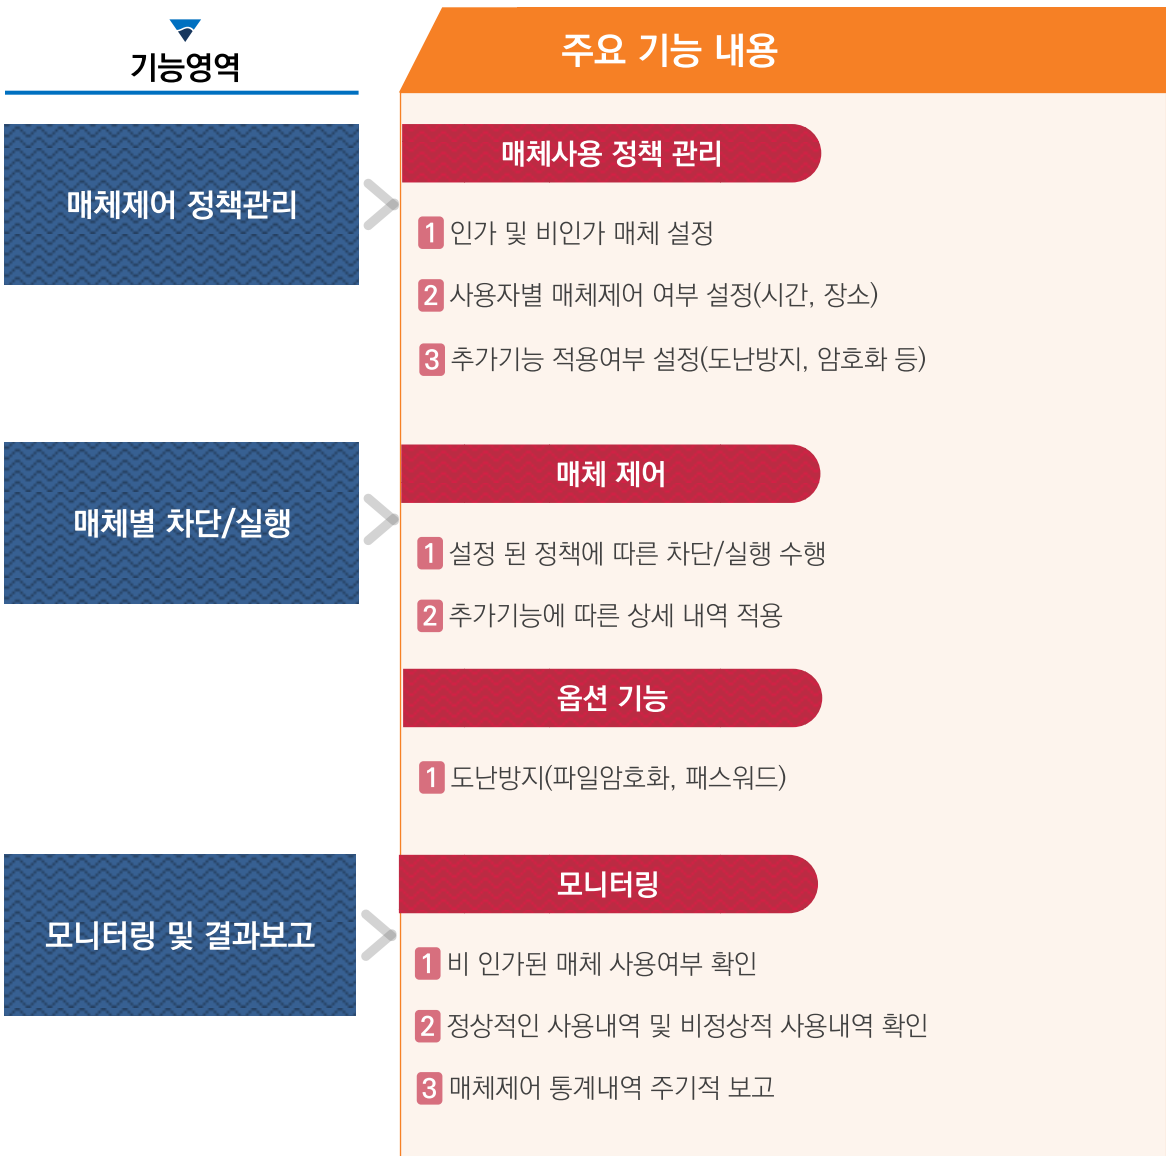 기능영역
주요 기능 내용
매체제어 정책관리
매체사용 정책 관리
1 인가 및 비인가 매체 설정
2 사용자별 매체제어 여부 설정(시간, 장소)
3 추가기능 적용여부 설정(도난방지, 암호화 등)
매체별 차단/실행
매체 제어
1 설정 된 정책에 따른 차단/실행 수행
2 추가기능에 따른 상세 내역 적용
옵션 기능
1 도난방지(파일암호화, 패스워드)
모니터링 및 결과보고
모니터링
1 비 인가된 매체 사용여부 확인
2 정상적인 사용내역 및 비정상적 사용내역 확인
3 매체제어 통계내역 주기적 보고